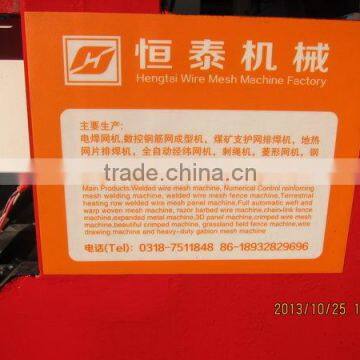 恒泰机械
Hengtai Wire Mesh Machine Factory
主要生产：
电焊网机,数控钢筋网成型机，煤矿支护网排焊机，地热
网片排焊机，全自动经纬网机，刺绳机，菱形网机，钢
trade.china.cn
Main Products:Welded wire mesh machine, Numerical Control reinforcing
mesh welding machine, welded wire mesh fence machine,Terrestrial
heating row welded wire mesh panel machine,Full automatic weft and
warp woven mesh machine, razor barbed wire machine,chain-link fence
machine,expanded metal machine,3D panel machine,crimped wire mesh
machine,beautiful crimped machine, grassland field fence machine,wire
drawing machine and heavy-duty gabion mesh machine
电话(Tel): 0318-7511848 86-18932829696
2013/10/25